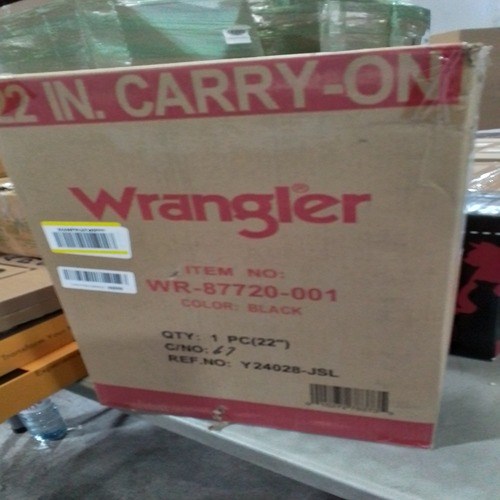 22 IN. CARRY-ON
Wrangler®
ITEM NO:
WR-87720-001
COLOR: BLACK
QTY: 1 PC(22")
C/NO: 67
REF.NO: Y24028-JSL